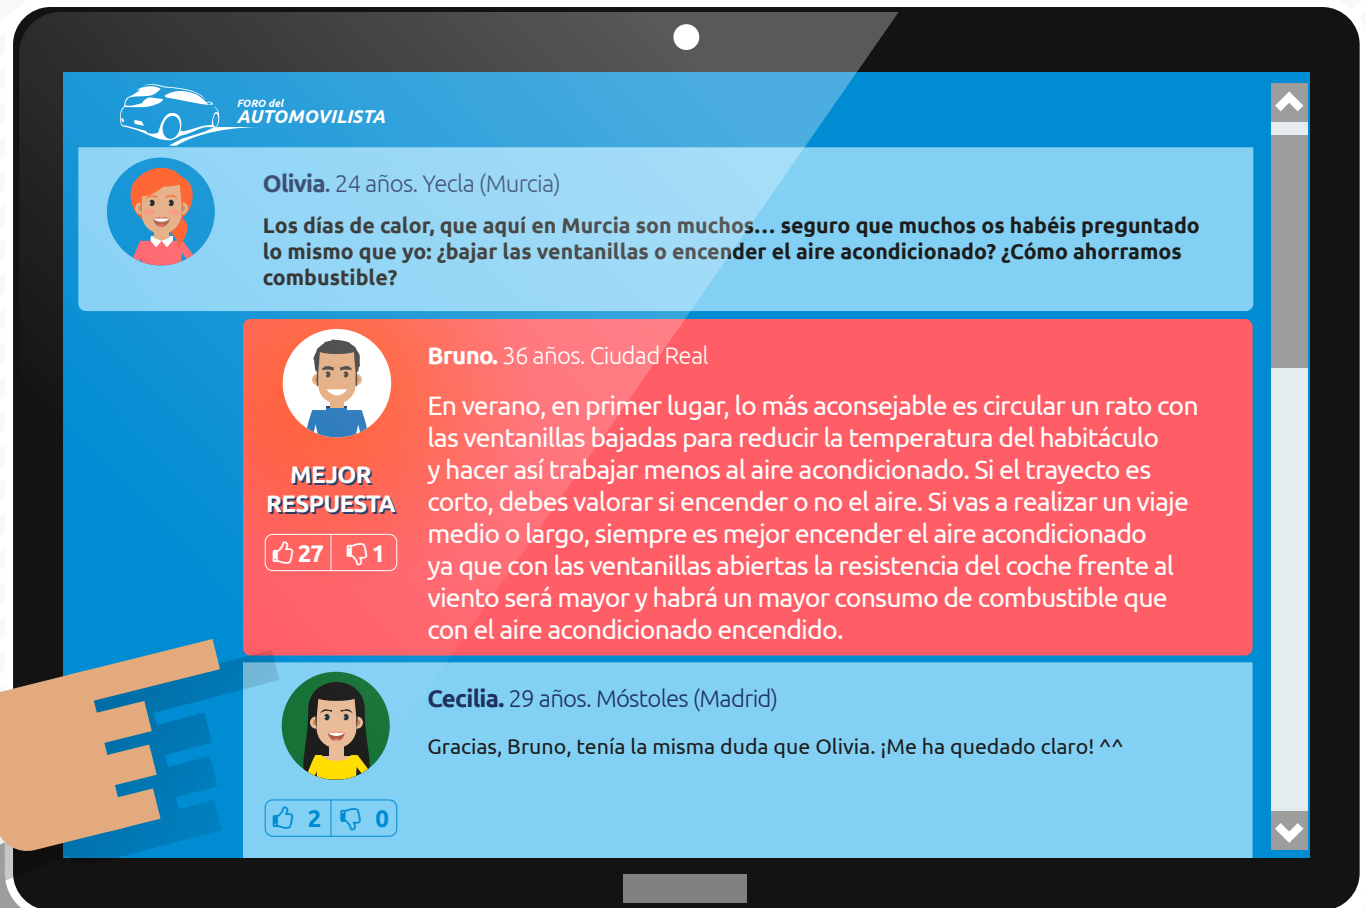 FORO del
AUTOMOVILISTA
Olivia. 24 años. Yecla (Murcia)
Los días de calor, que aquí en Murcia son muchos... seguro que muchos os habéis preguntado
lo mismo que yo: ¿bajar las ventanillas o encender el aire acondicionado? ¿Cómo ahorramos
combustible?
Bruno. 36 años. Ciudad Real
En verano, en primer lugar, lo más aconsejable es circular un rato con
las ventanillas bajadas para reducir la temperatura del habitáculo
y hacer así trabajar menos al aire acondicionado. Si el trayecto es
corto, debes valorar si encender o no el aire. Si vas a realizar un viaje
medio o largo, siempre es mejor encender el aire acondicionado
ya que con las ventanillas abiertas la resistencia del coche frente al
viento será mayor y habrá un mayor consumo de combustible que
con el aire acondicionado encendido.
MEJOR
RESPUESTA
27 1
Cecilia. 29 años. Móstoles (Madrid)
Gracias, Bruno, tenía la misma duda que Olivia. ¡Me ha quedado claro! ^^
2 0